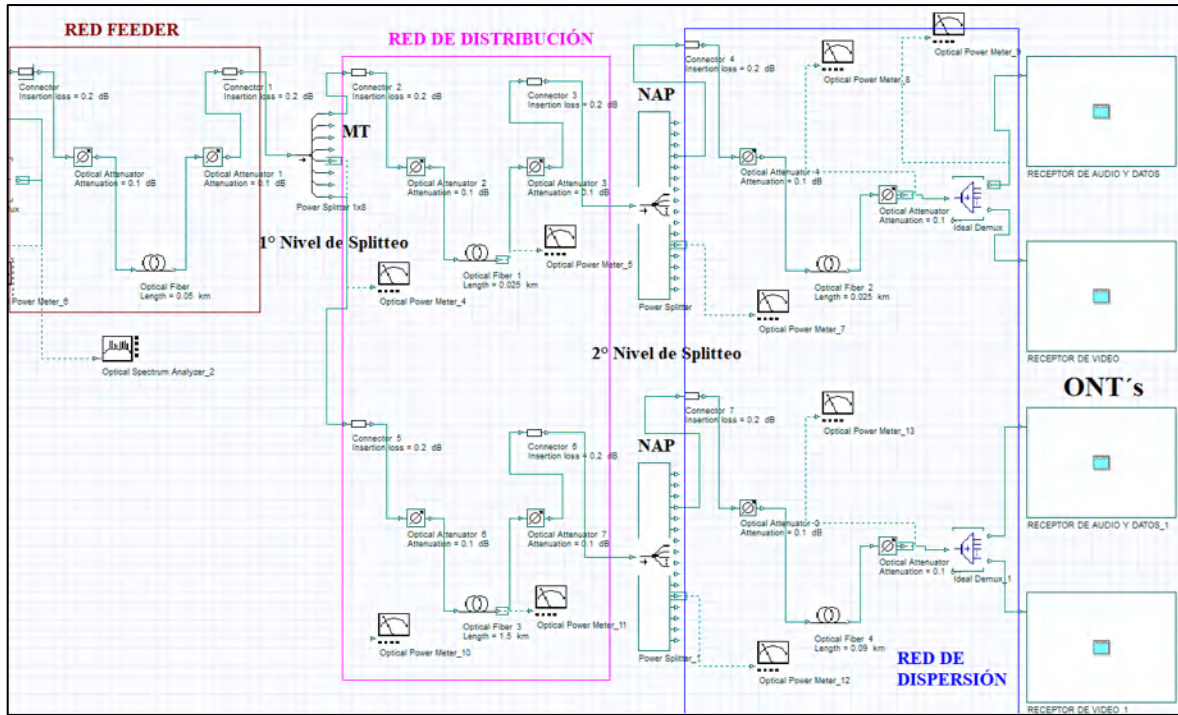 RED FEEDER
Connector
Insertion loss = 0.2 dB
Connector 1
Insertion loss = 0.2 dB
Optical Attenuator
Attenuation = 0.1 dB
Optical Attenuator 1
Attenuation = 0.1 dB
Optical Fiber
Length = 0.05 km
Power Meter_6
Optical Spectrum Analyzer_2
MT
Power Splitter 1x8
1° Nivel de Splitteo
RED DE DISTRIBUCIÓN
Connector 2
Insertion loss = 0.2 dB
Connector 3
Insertion loss = 0.2 dB
Optical Attenuator 2
Attenuation = 0.1 dB
Optical Attenuator 3
Attenuation = 0.1 dB
Optical Fiber 1
Length = 0.025 km
Optical Power Meter_5
Optical Power Meter_4
Connector 5
Insertion loss = 0.2 dB
Connector 6
Insertion loss = 0.2 dB
Optical Attenuator 6
Attenuation = 0.1 dB
Optical Attenuator 7
Attenuation = 0.1 dB
Optical Fiber 3
Length = 1.5 km
Optical Power Meter_11
Optical Power Meter_10
NAP
Power Splitter
2° Nivel de Splitteo
NAP
Power Splitter_1
Connector 4
Insertion loss = 0.2 dB
Optical Power Meter_8
Optical Power Meter_9
Optical Attenuator 4
Attenuation = 0.1 dB
Optical Attenuator
Attenuation = 0.1
Ideal Demux
Optical Fiber 2
Length = 0.025 km
Optical Power Meter_7
Connector 7
Insertion loss = 0.2 dB
Optical Power Meter_13
Optical Attenuator
Attenuation = 0.1 dB
Optical Attenuator
Attenuation = 0.1
Ideal Demux_1
Optical Fiber 4
Length = 0.09 km
Optical Power Meter_12
RED DE
DISPERSIÓN
RECEPTOR DE AUDIO Y DATOS
RECEPTOR DE VIDEO
ONT´s
RECEPTOR DE AUDIO Y DATOS_1
RECEPTOR DE VIDEO_1